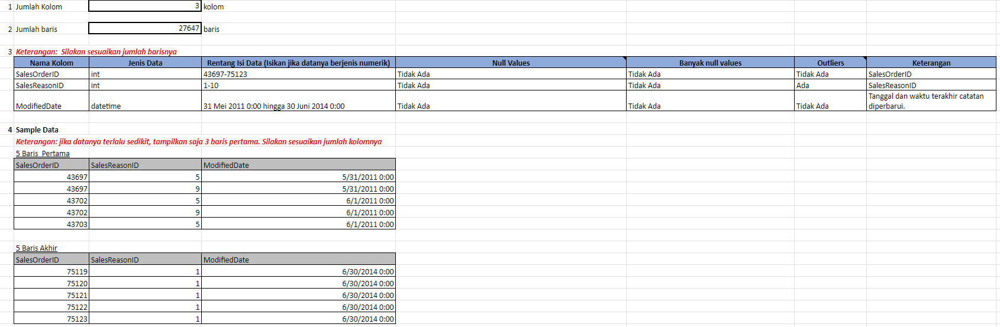 1 Jumlah Kolom 3 kolom
2 Jumlah baris 27647 baris
3 Keterangan: Silakan sesuaikan jumlah barisnya
Nama Kolom Jenis Data Rentang Isi Data (Isikan jika datanya berjenis numerik) Null Values Banyak null values Outliers Keterangan
SalesOrderID int 43697-75123 Tidak Ada Tidak Ada Tidak Ada SalesOrderID
SalesReasonID int 1-10 Tidak Ada Tidak Ada Ada SalesReasonID
ModifiedDate datetime 31 Mei 2011 0:00 hingga 30 Juni 2014 0:00 Tidak Ada Tidak Ada Tidak Ada Tanggal dan waktu terakhir catatan
diperbarui.
4 Sample Data
Keterangan: jika datanya terlalu sedikit, tampilkan saja 3 baris pertama. Silakan sesuaikan jumlah kolomnya
5 Baris Pertama
SalesOrderID SalesReasonID ModifiedDate
43697 5 5/31/2011 0:00
43697 9 5/31/2011 0:00
43702 5 6/1/2011 0:00
43702 9 6/1/2011 0:00
43703 5 6/1/2011 0:00
5 Baris Akhir
SalesOrderID SalesReasonID ModifiedDate
75119 1 6/30/2014 0:00
75120 1 6/30/2014 0:00
75121 1 6/30/2014 0:00
75122 1 6/30/2014 0:00
75123 1 6/30/2014 0:00